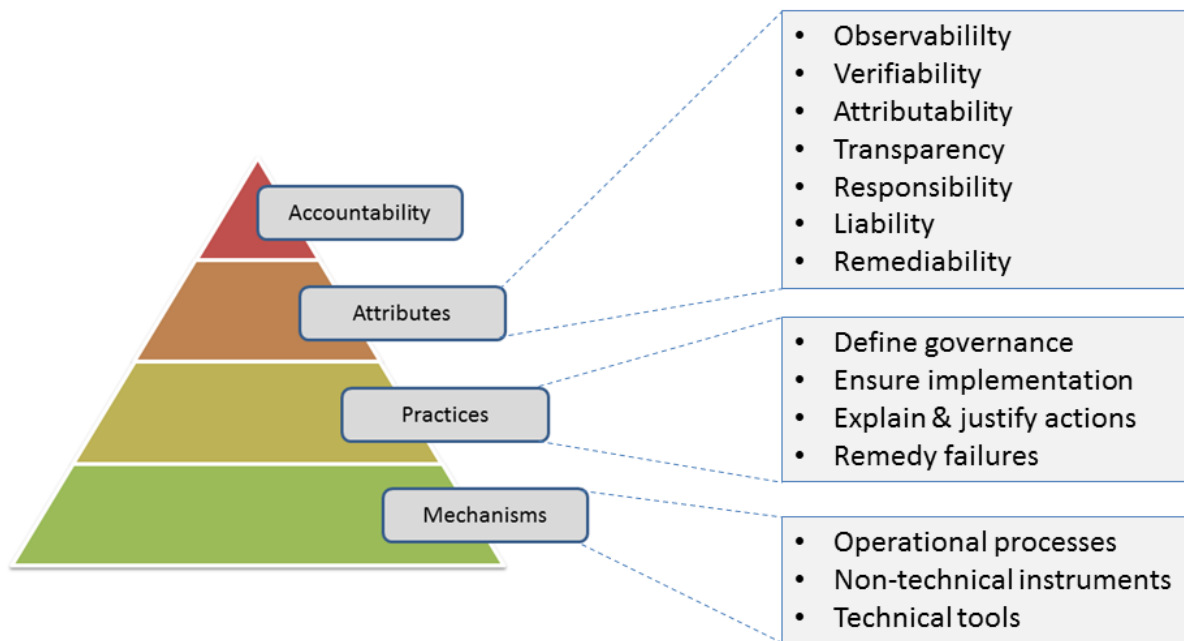 Accountability
Attributes
Practices
Mechanisms
• Observabililty
• Verifiability
• Attributability
• Transparency
• Responsibility
• Liability
• Remediability
• Define governance
• Ensure implementation
• Explain & justify actions
• Remedy failures
• Operational processes
• Non-technical instruments
• Technical tools